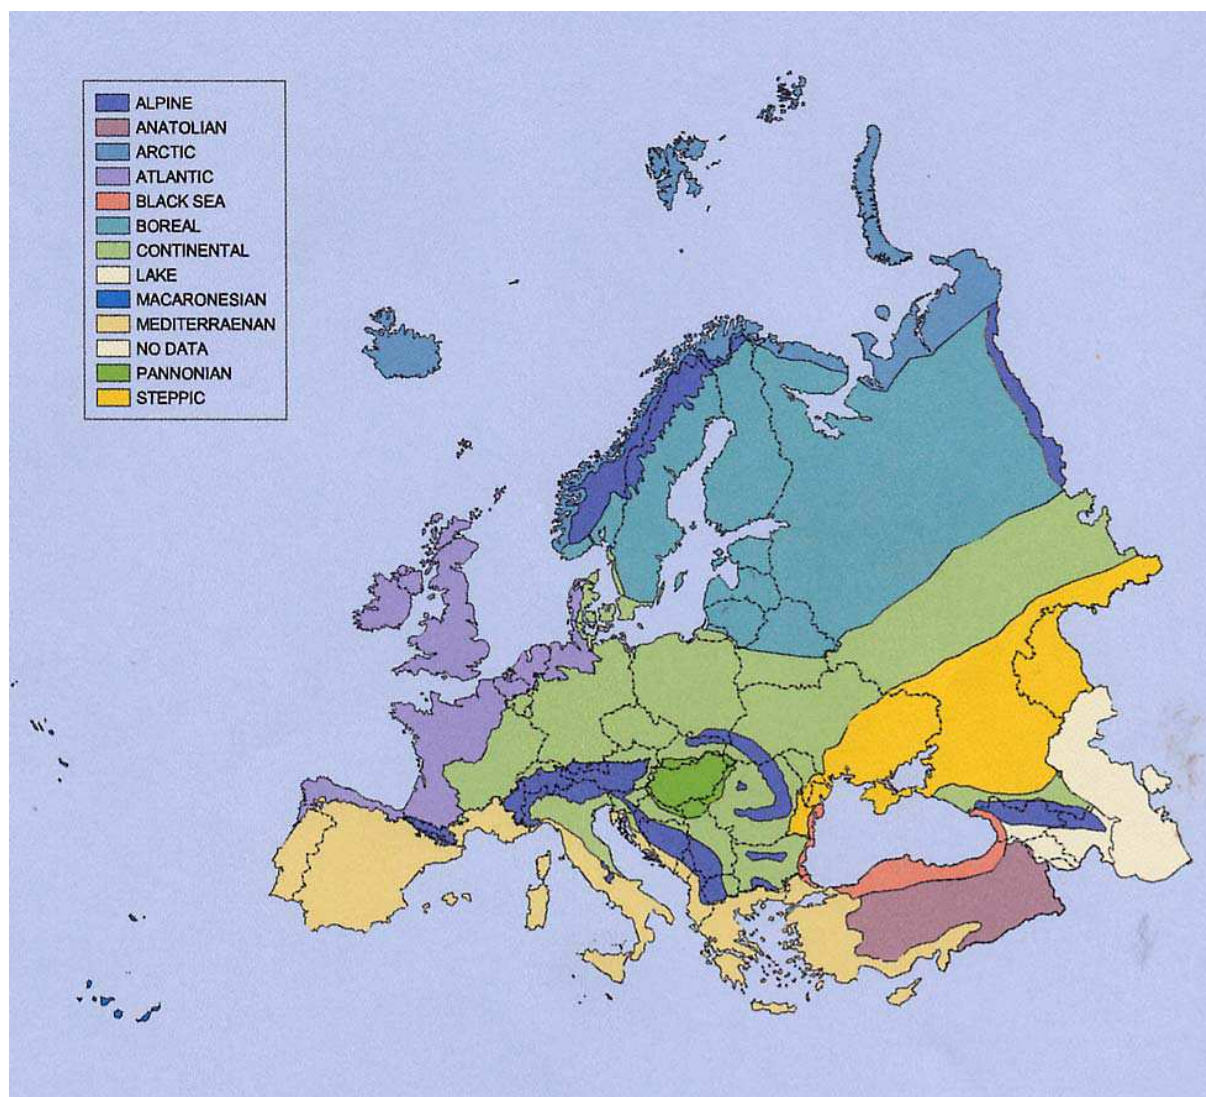 ALPINE
ANATOLIAN
ARCTIC
ATLANTIC
BLACK SEA
BOREAL
CONTINENTAL
LAKE
MACARONESIAN
MEDITERRAENAN
NO DATA
PANNONIAN
STEPPIC